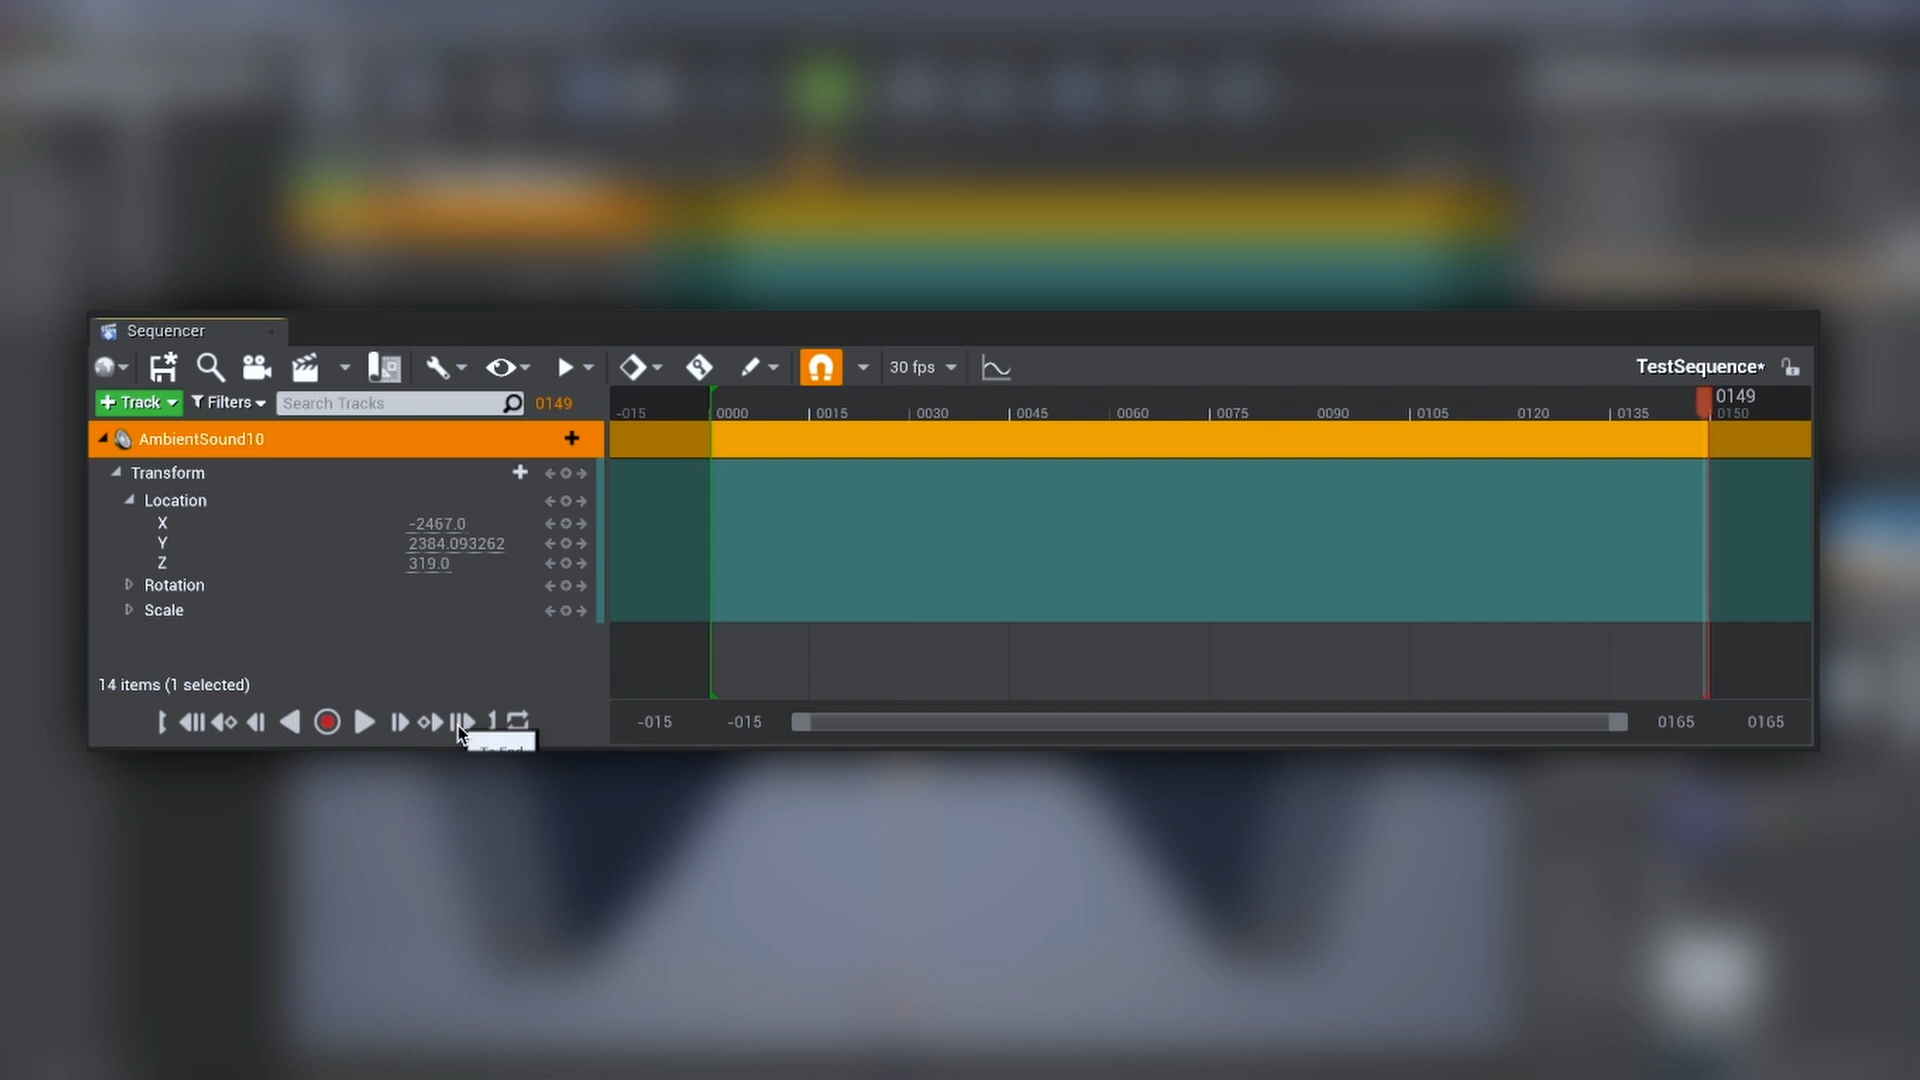 Sequencer
30 fps
TestSequence*
Track
Filters
Search Tracks
0149
0149
-015
0000
0015
0030
0045
0060
0075
0090
0105
0120
0135
0150
AmbientSound10
Transform
Location
X
-2467.0
Y
2384.093262
Z
319.0
Rotation
Scale
14 items (1 selected)
-015
-015
0165
0165